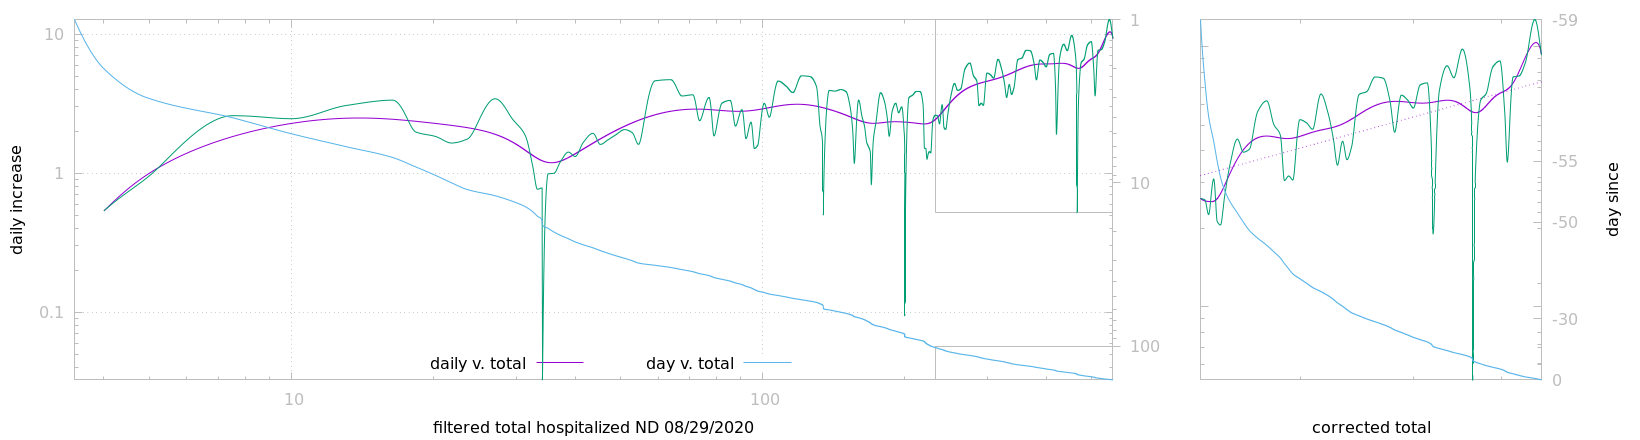 10
1
0.1
daily increase
daily v. total
day v. total
10
100
filtered total hospitalized ND 08/29/2020
1
10
100
-59
-55
-50
-30
0
day since
corrected total